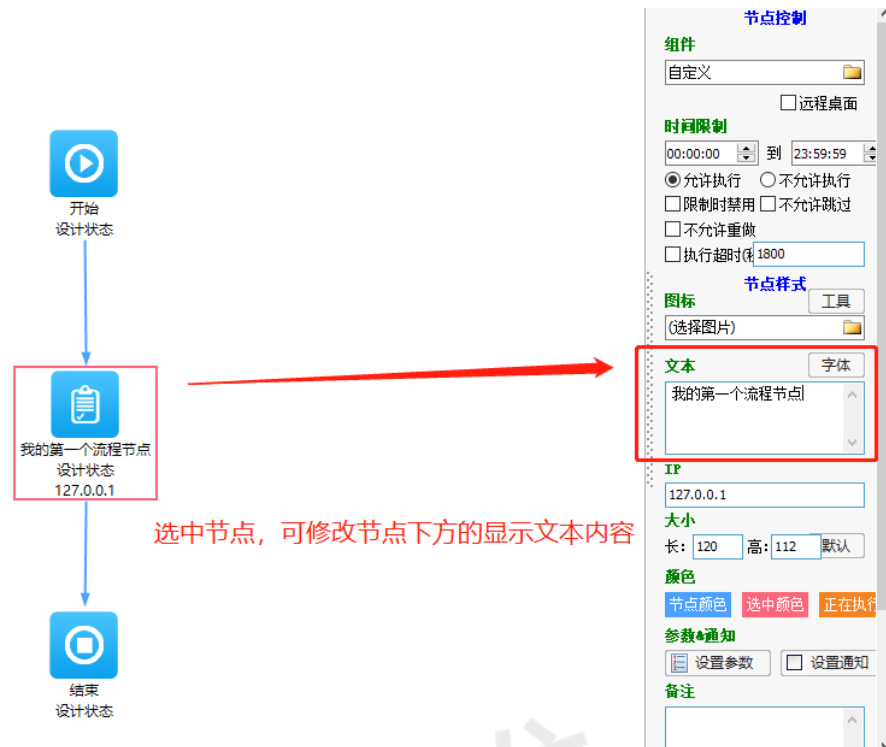 开始
设计状态
我的第一个流程节点
设计状态
127.0.0.1
选中节点，可修改节点下方的显示文本内容
结束
设计状态
节点控制
组件
自定义
远程桌面
时间限制
00:00:00 到 23:59:59
允许执行 不允许执行
限制时禁用 不允许跳过
不允许重做
执行超时( 1800
节点样式
图标 工具
(选择图片)
文本 字体
我的第一个流程节点
IP
127.0.0.1
大小
长: 120 高: 112 默认
颜色
节点颜色 选中颜色 正在执行
参数&通知
设置参数 设置通知
备注